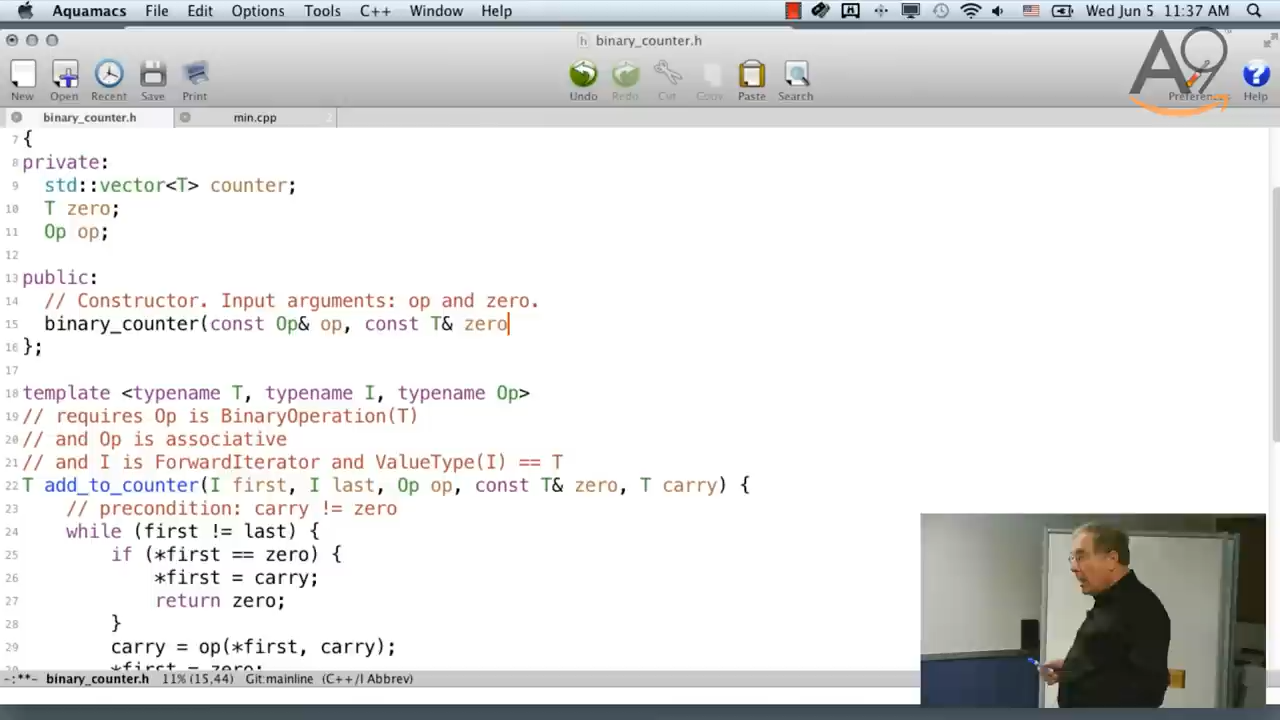 Aquamacs File Edit Options Tools C++ Window Help Wed Jun 5 11:37 AM
binary_counter.h
A9
New Open Recent Save Print Undo Redo Cut Copy Paste Search Preferences Help
binary_counter.h min.cpp 2
7 {
8 private:
9 std::vector<T> counter;
10 T zero;
11 Op op;
12
13 public:
14 // Constructor. Input arguments: op and zero.
15 binary_counter(const Op& op, const T& zero
16 };
17
18 template <typename T, typename I, typename Op>
19 // requires Op is BinaryOperation(T)
20 // and Op is associative
21 // and I is ForwardIterator and ValueType(I) == T
22 T add_to_counter(I first, I last, Op op, const T& zero, T carry) {
23 // precondition: carry != zero
24 while (first != last) {
25 if (*first == zero) {
26 *first = carry;
27 return zero;
28 }
29 carry = op(*first, carry);
30 *first = zero;
-:**- binary_counter.h 11% (15,44) Git:mainline (C++/l Abbrev)